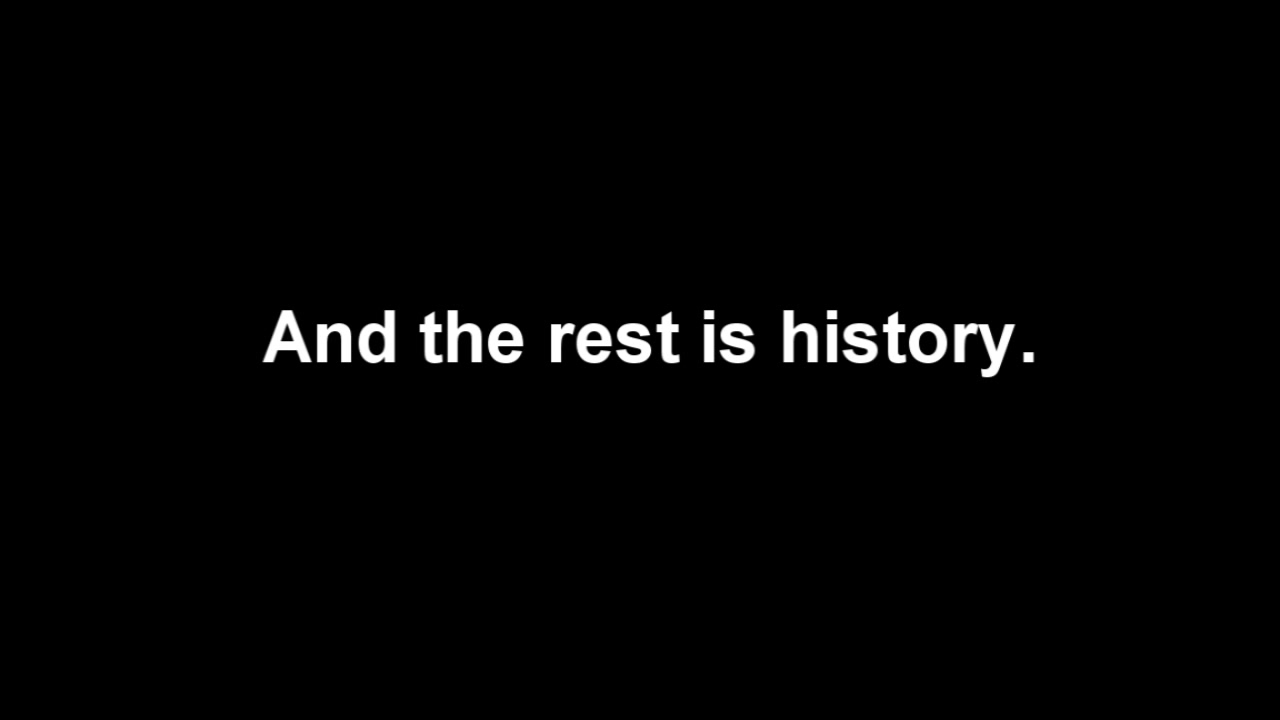 And the rest is history.